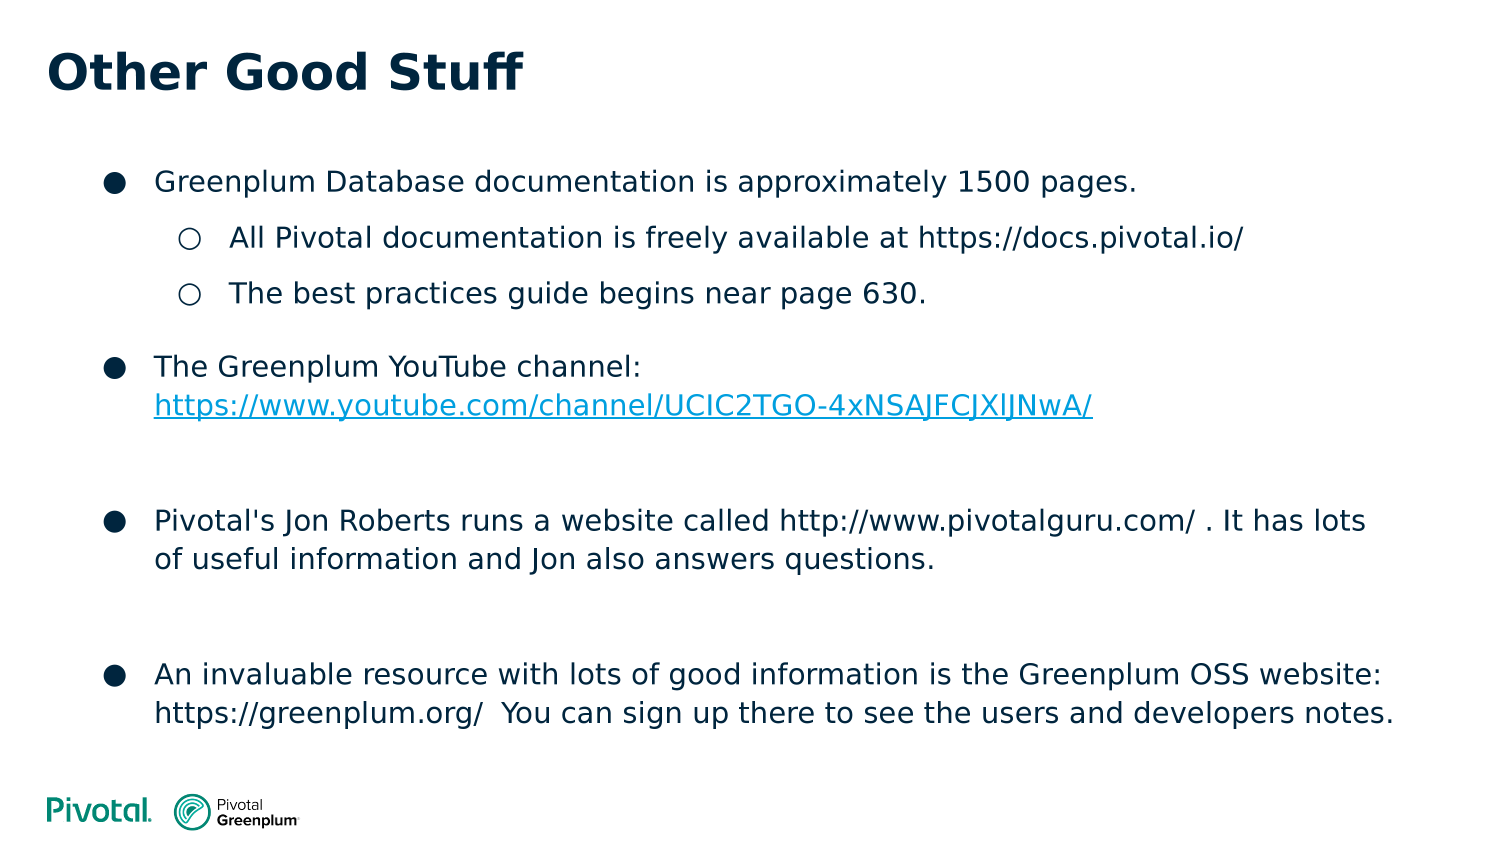 Other Good Stuff
● Greenplum Database documentation is approximately 1500 pages.
○ All Pivotal documentation is freely available at https://docs.pivotal.io/
○ The best practices guide begins near page 630.
● The Greenplum YouTube channel:
https://www.youtube.com/channel/UCIC2TGO-4xNSAJFCJXlJNwA/
● Pivotal's Jon Roberts runs a website called http://www.pivotalguru.com/ . It has lots
of useful information and Jon also answers questions.
● An invaluable resource with lots of good information is the Greenplum OSS website:
https://greenplum.org/  You can sign up there to see the users and developers notes.
Pivotal.
Pivotal
Greenplum